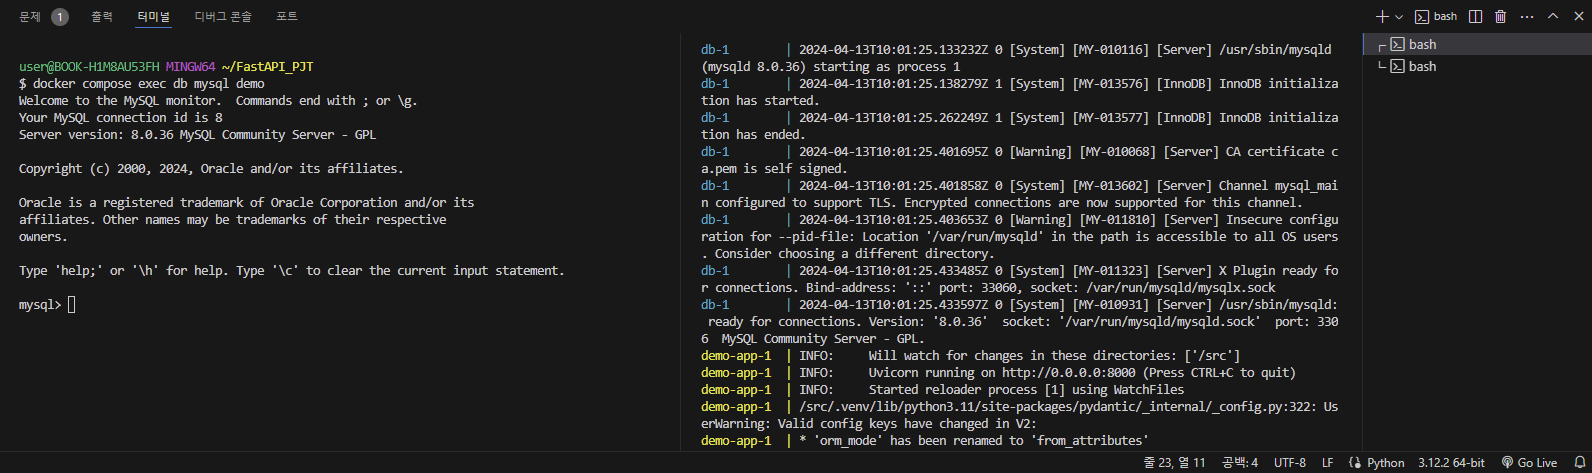 문제 1 출력 터미널 디버그 콘솔 포트
bash
user@BOOK-H1M8AU53FH MINGW64 ~/FastAPI_PJT
$ docker compose exec db mysql demo
Welcome to the MySQL monitor.  Commands end with ; or \g.
Your MySQL connection id is 8
Server version: 8.0.36 MySQL Community Server - GPL
Copyright (c) 2000, 2024, Oracle and/or its affiliates.
Oracle is a registered trademark of Oracle Corporation and/or its
affiliates. Other names may be trademarks of their respective
owners.
Type 'help;' or '\h' for help. Type '\c' to clear the current input statement.
mysql>
db-1        | 2024-04-13T10:01:25.133232Z 0 [System] [MY-010116] [Server] /usr/sbin/mysqld
(mysqld 8.0.36) starting as process 1
db-1        | 2024-04-13T10:01:25.138279Z 1 [System] [MY-013576] [InnoDB] InnoDB initializa
tion has started.
db-1        | 2024-04-13T10:01:25.262249Z 1 [System] [MY-013577] [InnoDB] InnoDB initializa
tion has ended.
db-1        | 2024-04-13T10:01:25.401695Z 0 [Warning] [MY-010068] [Server] CA certificate c
a.pem is self signed.
db-1        | 2024-04-13T10:01:25.401858Z 0 [System] [MY-013602] [Server] Channel mysql_mai
n configured to support TLS. Encrypted connections are now supported for this channel.
db-1        | 2024-04-13T10:01:25.403653Z 0 [Warning] [MY-011810] [Server] Insecure configu
ration for --pid-file: Location '/var/run/mysqld' in the path is accessible to all OS users
. Consider choosing a different directory.
db-1        | 2024-04-13T10:01:25.433485Z 0 [System] [MY-011323] [Server] X Plugin ready fo
r connections. Bind-address: '::' port: 33060, socket: /var/run/mysqld/mysqlx.sock
db-1        | 2024-04-13T10:01:25.433597Z 0 [System] [MY-010931] [Server] /usr/sbin/mysqld:
 ready for connections. Version: '8.0.36'  socket: '/var/run/mysqld/mysqld.sock'  port: 330
6  MySQL Community Server - GPL.
demo-app-1  | INFO:     Will watch for changes in these directories: ['/src']
demo-app-1  | INFO:     Uvicorn running on http://0.0.0.0:8000 (Press CTRL+C to quit)
demo-app-1  | INFO:     Started reloader process [1] using WatchFiles
demo-app-1  | /src/.venv/lib/python3.11/site-packages/pydantic/_internal/_config.py:322: Us
erWarning: Valid config keys have changed in V2:
demo-app-1  | * 'orm_mode' has been renamed to 'from_attributes'
bash
bash
줄 23, 열 11 공백: 4 UTF-8 LF Python 3.12.2 64-bit Go Live